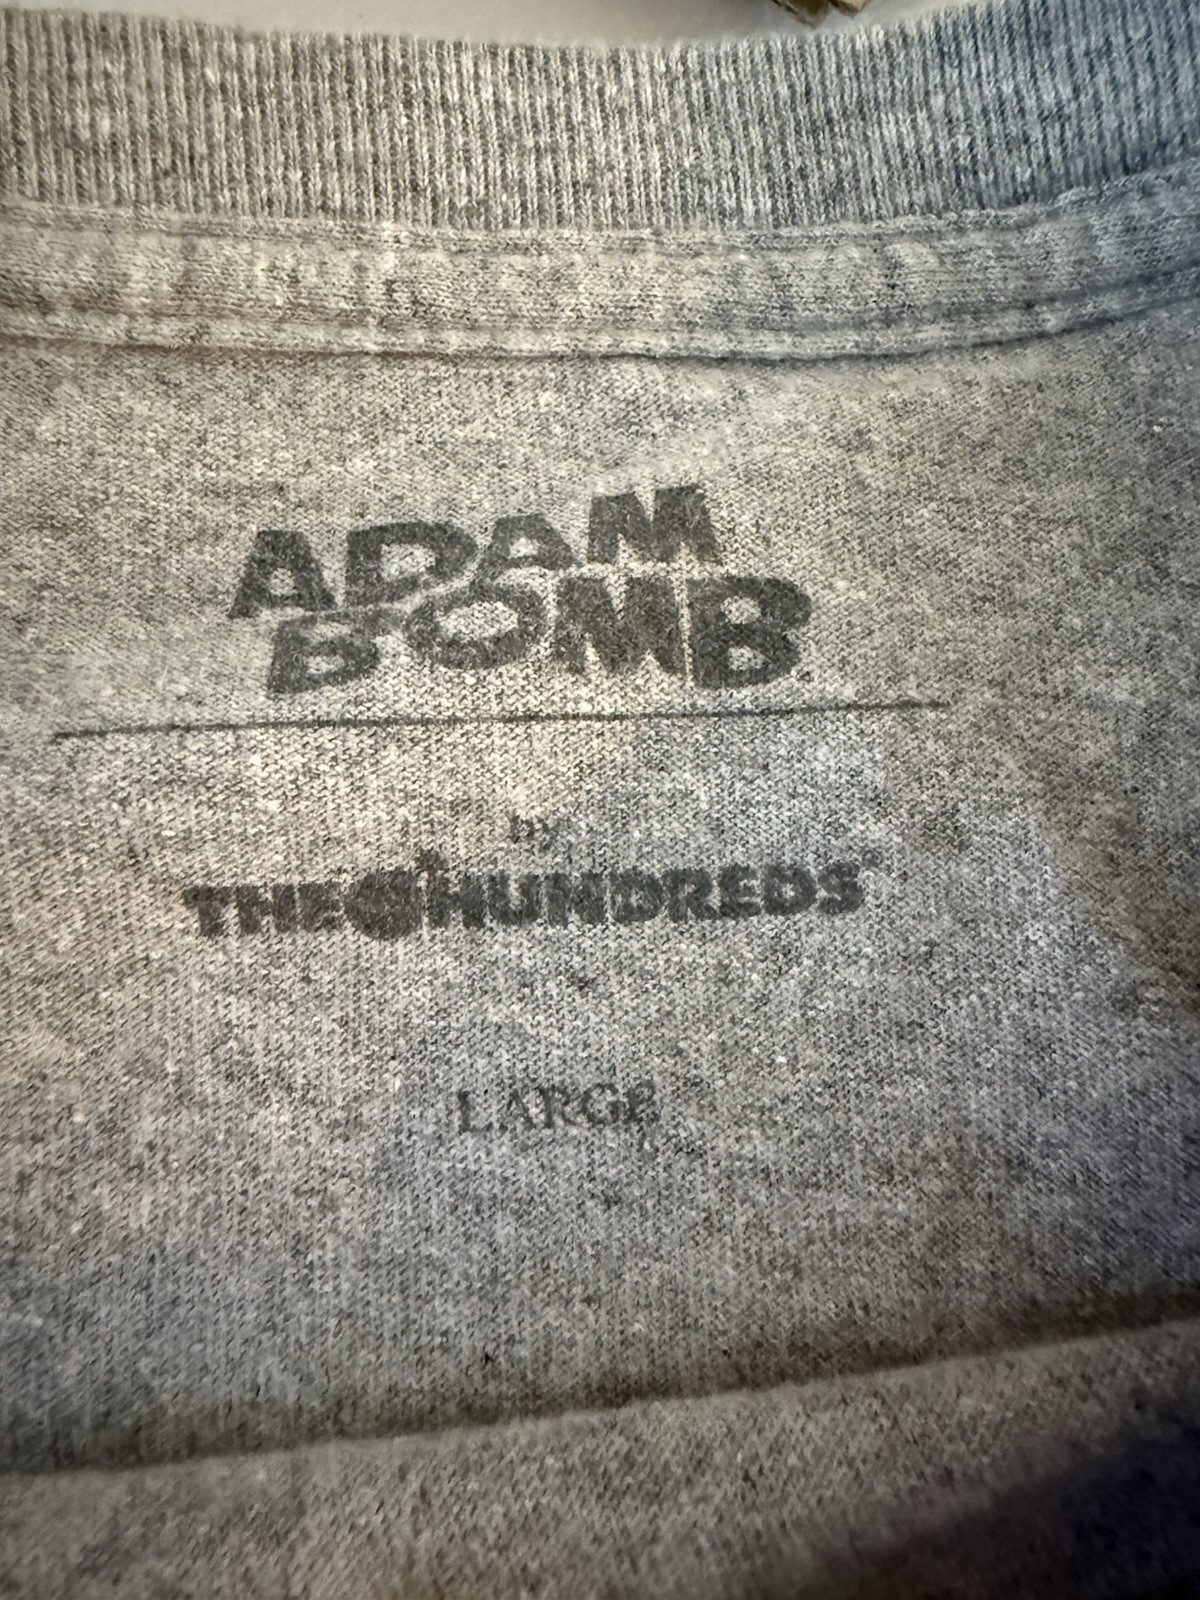 ADAM
BOMB
by
THE HUNDREDS®
LARGE